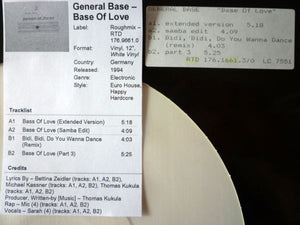 General Base –
Base Of Love
Label: Roughmix –
RTD
176.9661.0
Format: Vinyl, 12",
White Vinyl
Country: Germany
Released: 1994
Genre: Electronic
Style: Euro House,
Happy
Hardcore
Tracklist
A1 Base Of Love (Extended Version) 5:18
A2 Base Of Love (Samba Edit) 4:09
B1 Bidi, Bidi, Do You Wanna Dance 4:03
(Remix)
B2 Base Of Love (Part 3) 5:25
Credits
Lyrics By – Bettina Zeidler (tracks: A1, A2, B2),
Michael Kassner (tracks: A1, A2, B2), Thomas
Kukula (tracks: A1, A2, B2)
Producer, Written-by [Music] – Thomas Kukula
Rap – Mio (4) (tracks: A1, A2, B2)
Vocals – Sarah (4) (tracks: A1, A2, B2)
GENERAL BASE "Base Of Love"
a1. extended version 5.18
a2. samba edit 4.09
b1. Bidi, Bidi, Do You Wanna Dance
(remix) 4.03
b2. part 3 5.25
RTD 176.1661.3/0 LC 7551